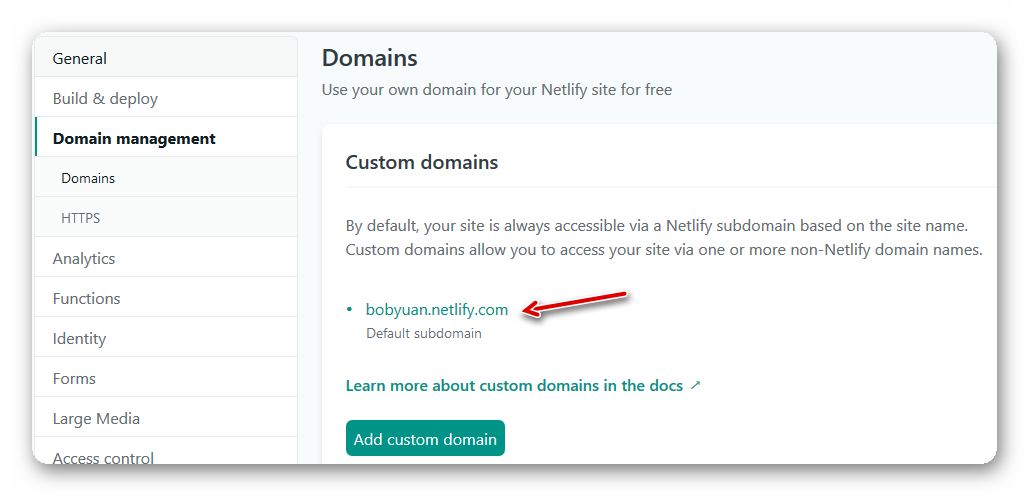 General
Build & deploy
Domain management
Domains
HTTPS
Analytics
Functions
Identity
Forms
Large Media
Access control
Domains
Use your own domain for your Netlify site for free
Custom domains
By default, your site is always accessible via a Netlify subdomain based on the site name.
Custom domains allow you to access your site via one or more non-Netlify domain names.
• bobyuan.netlify.com
Default subdomain
Learn more about custom domains in the docs ↗
Add custom domain